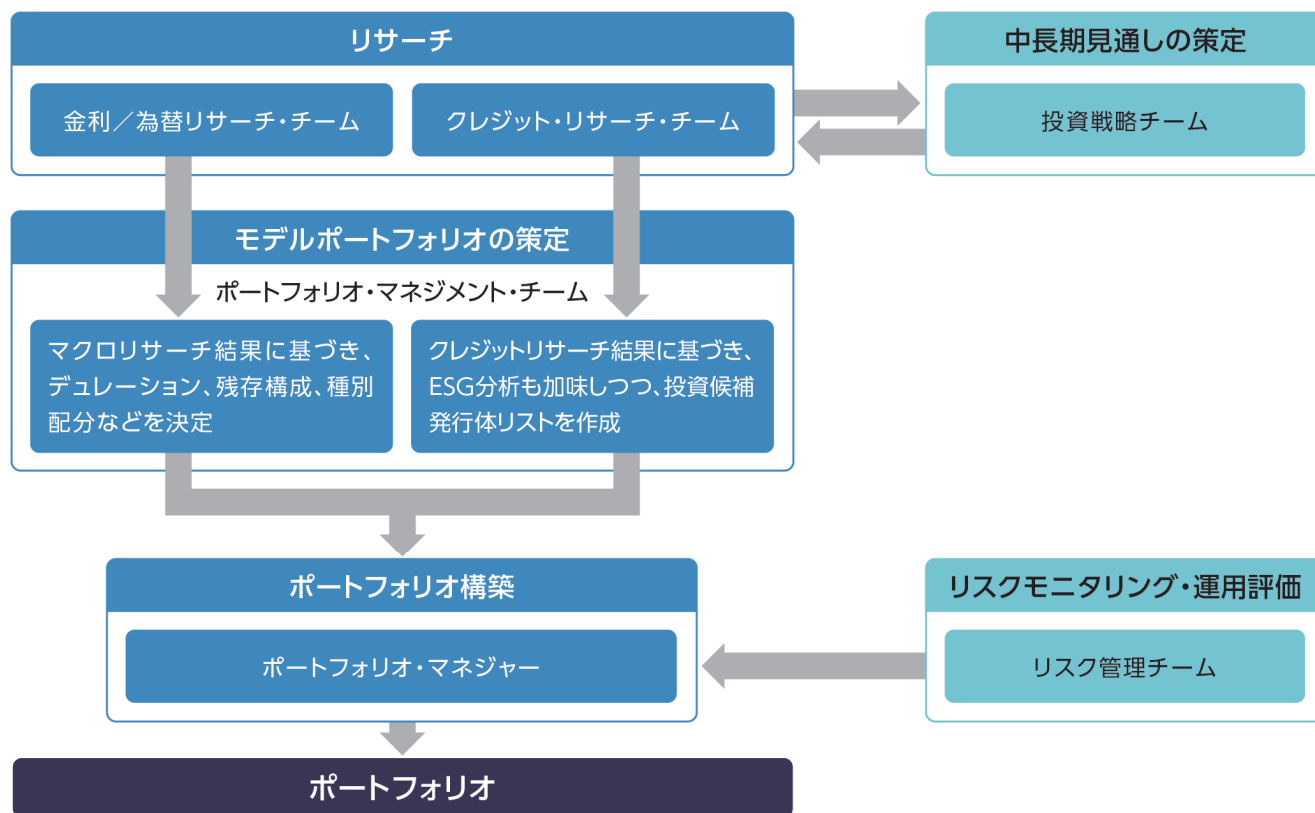 リサーチ
金利／為替リサーチ・チーム
クレジット・リサーチ・チーム
中長期見通しの策定
投資戦略チーム
モデルポートフォリオの策定
ポートフォリオ・マネジメント・チーム
マクロリサーチ結果に基づき、
デュレーション、残存構成、種別
配分などを決定
クレジットリサーチ結果に基づき、
ESG分析も加味しつつ、投資候補
発行体リストを作成
ポートフォリオ構築
ポートフォリオ・マネジャー
リスクモニタリング・運用評価
リスク管理チーム
ポートフォリオ